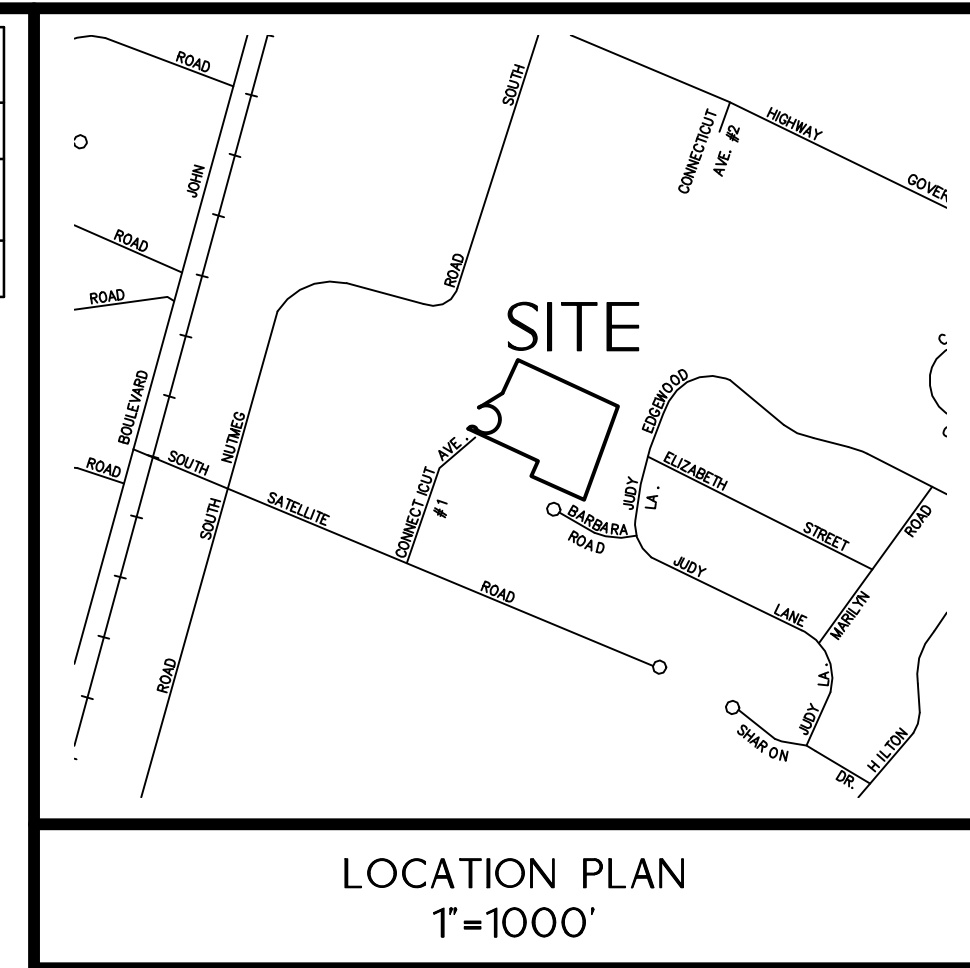 ROAD
SOUTH
CONNECTICUT
AVE. #2
HIGHWAY
GOVER
JOHN
ROAD
ROAD
ROAD
SITE
BOULEVARD
NUTMEG
EDGEWOOD
ROAD
SOUTH
AVE.
ELIZABETH
SOUTH
SATELLITE
CONNECTICUT
#1
JUDY
LA.
BARBARA
ROAD
STREET
ROAD
JUDY
ROAD
LANE
MARILYN
ROAD
LA.
JUDY
SHARON
DR.
HILTON
LOCATION PLAN
1"=1000'